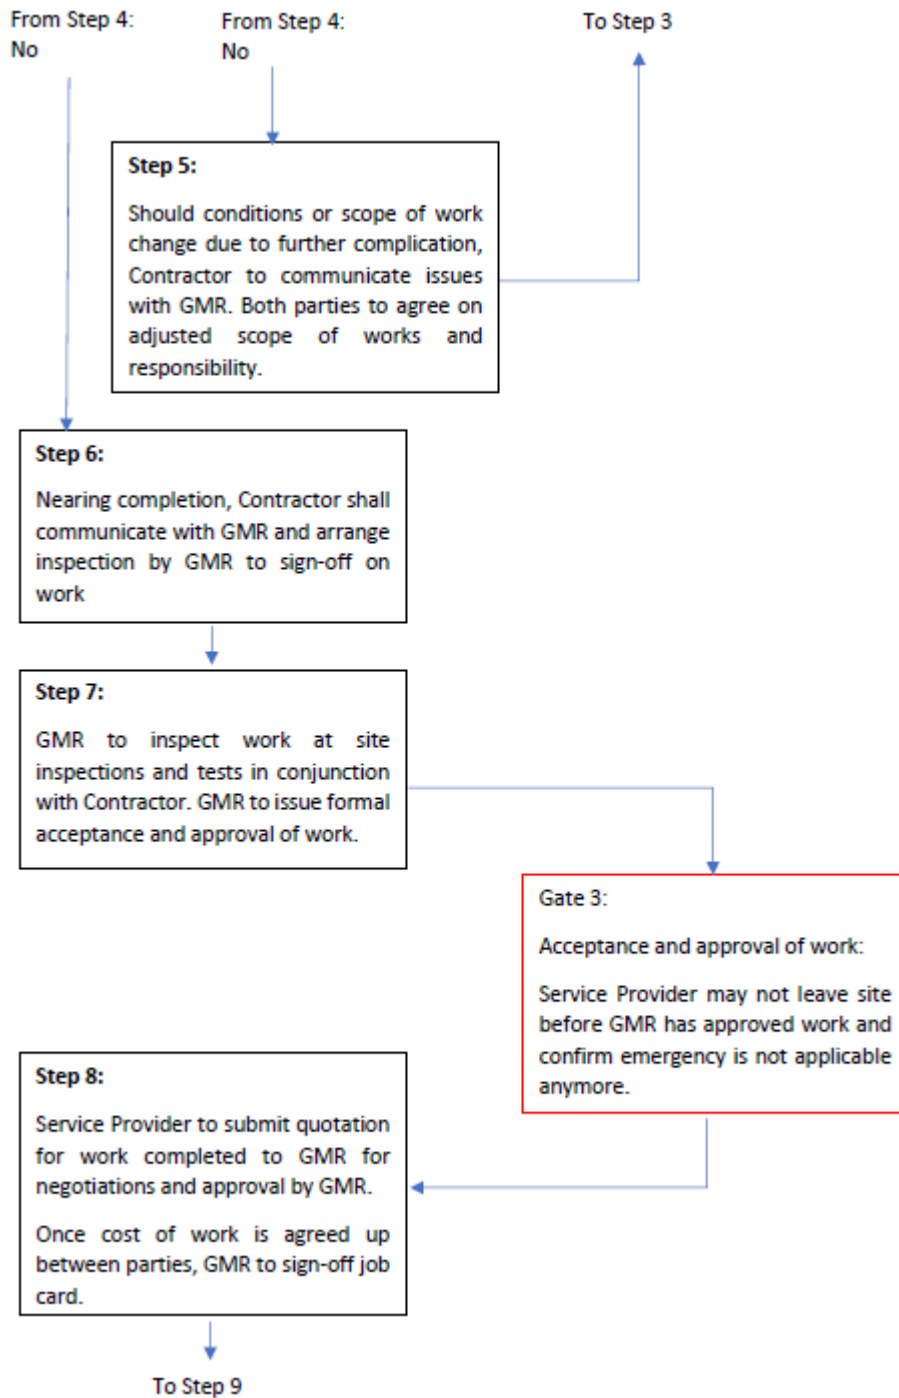 From Step 4:
No
From Step 4:
No
To Step 3
Step 5:
Should conditions or scope of work
change due to further complication,
Contractor to communicate issues
with GMR. Both parties to agree on
adjusted scope of works and
responsibility.
Step 6:
Nearing completion, Contractor shall
communicate with GMR and arrange
inspection by GMR to sign-off on
work
Step 7:
GMR to inspect work at site
inspections and tests in conjunction
with Contractor. GMR to issue formal
acceptance and approval of work.
Gate 3:
Acceptance and approval of work:
Service Provider may not leave site
before GMR has approved work and
confirm emergency is not applicable
anymore.
Step 8:
Service Provider to submit quotation
for work completed to GMR for
negotiations and approval by GMR.
Once cost of work is agreed up
between parties, GMR to sign-off job
card.
To Step 9